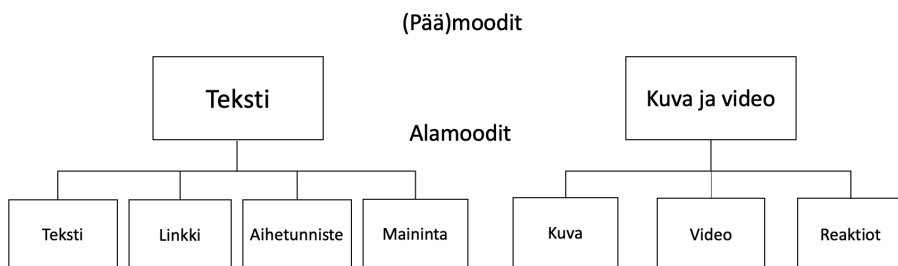 (Pää)moodit
Teksti
Kuva ja video
Alamoodit
Teksti
Linkki
Aihetunniste
Maininta
Kuva
Video
Reaktiot